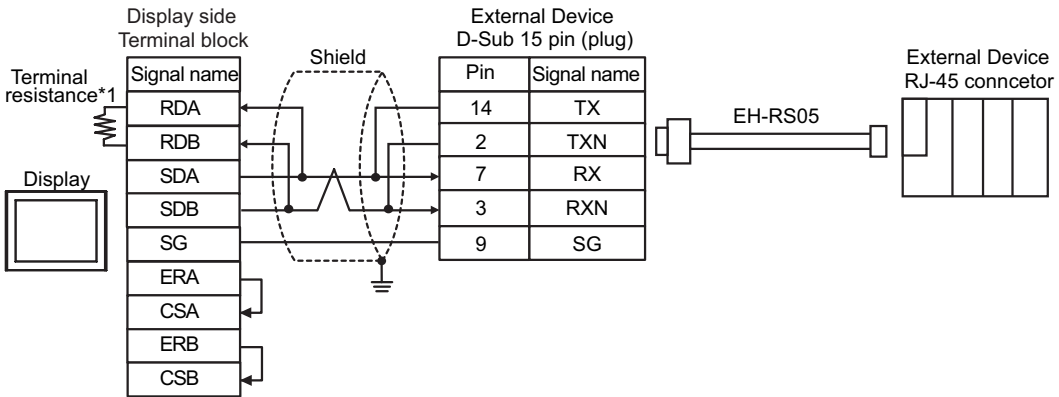 Display side
Terminal block
External Device
D-Sub 15 pin (plug)
Shield
External Device
RJ-45 conncetor
Terminal
resistance*1
Signal name
Pin
Signal name
RDA
14
TX
EH-RS05
RDB
2
TXN
Display
SDA
7
RX
SDB
3
RXN
SG
9
SG
ERA
CSA
ERB
CSB